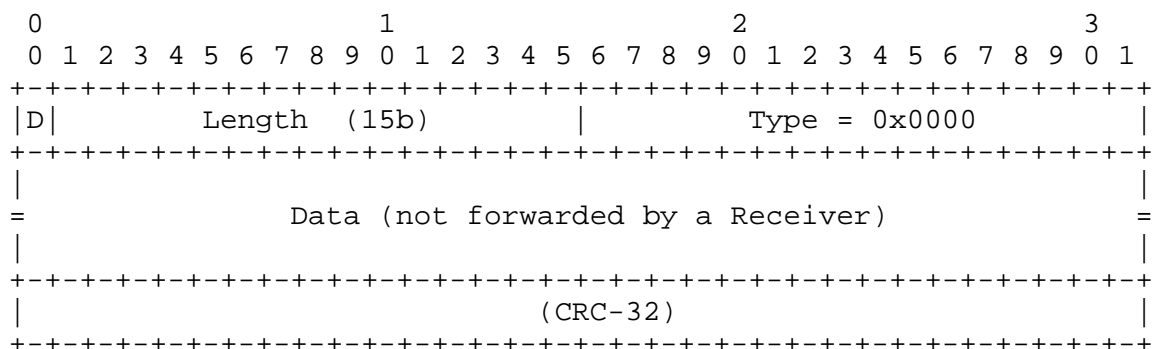 0                   1                   2                   3
 0 1 2 3 4 5 6 7 8 9 0 1 2 3 4 5 6 7 8 9 0 1 2 3 4 5 6 7 8 9 0 1
+-+-+-+-+-+-+-+-+-+-+-+-+-+-+-+-+-+-+-+-+-+-+-+-+-+-+-+-+-+-+-+-+
|D|        Length  (15b)        |         Type = 0x0000         |
+-+-+-+-+-+-+-+-+-+-+-+-+-+-+-+-+-+-+-+-+-+-+-+-+-+-+-+-+-+-+-+-+
|                                                               |
=               Data (not forwarded by a Receiver)              =
|                                                               |
+-+-+-+-+-+-+-+-+-+-+-+-+-+-+-+-+-+-+-+-+-+-+-+-+-+-+-+-+-+-+-+-+
|                             (CRC-32)                          |
+-+-+-+-+-+-+-+-+-+-+-+-+-+-+-+-+-+-+-+-+-+-+-+-+-+-+-+-+-+-+-+-+